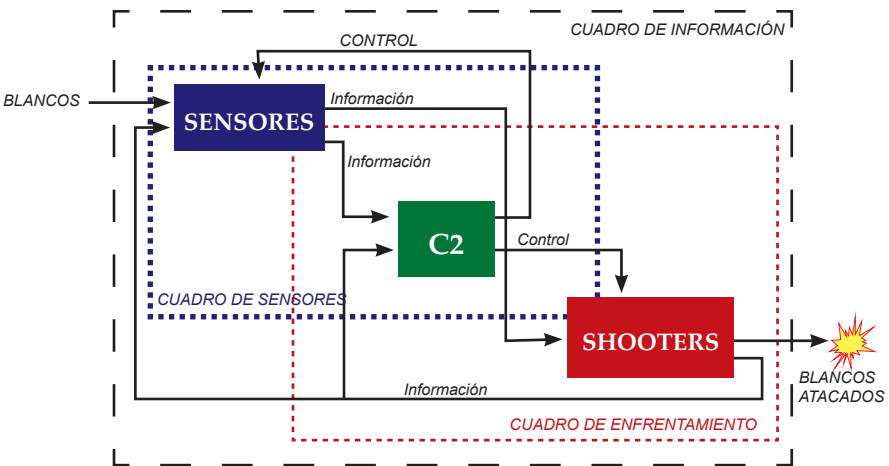 CUADRO DE INFORMACIÓN
CONTROL
BLANCOS
SENSORES
Información
Información
C2
Control
CUADRO DE SENSORES
SHOOTERS
BLANCOS
ATACADOS
Información
CUADRO DE ENFRENTAMIENTO